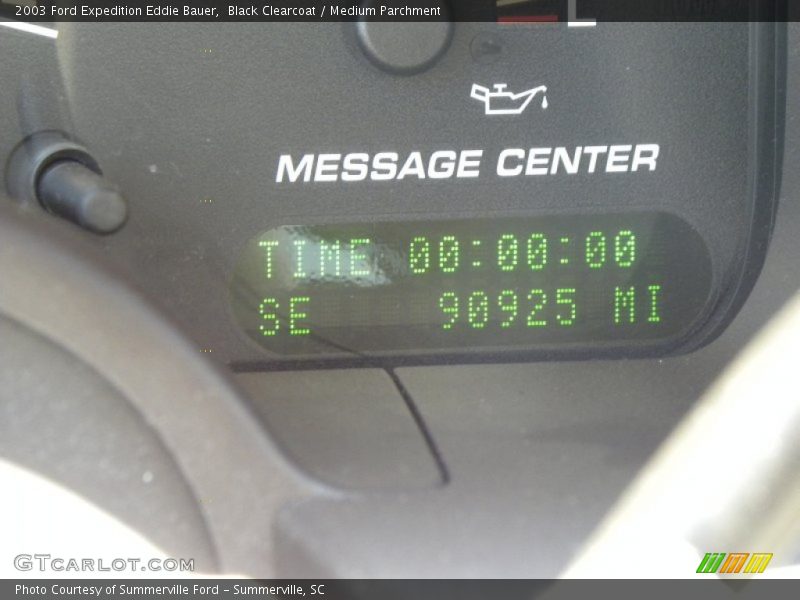 2003 Ford Expedition Eddie Bauer,  Black Clearcoat / Medium Parchment
MESSAGE CENTER
TIME 00:00:00
SE 90925 MI
GTCARLOT.COM
Photo Courtesy of Summerville Ford – Summerville, SC